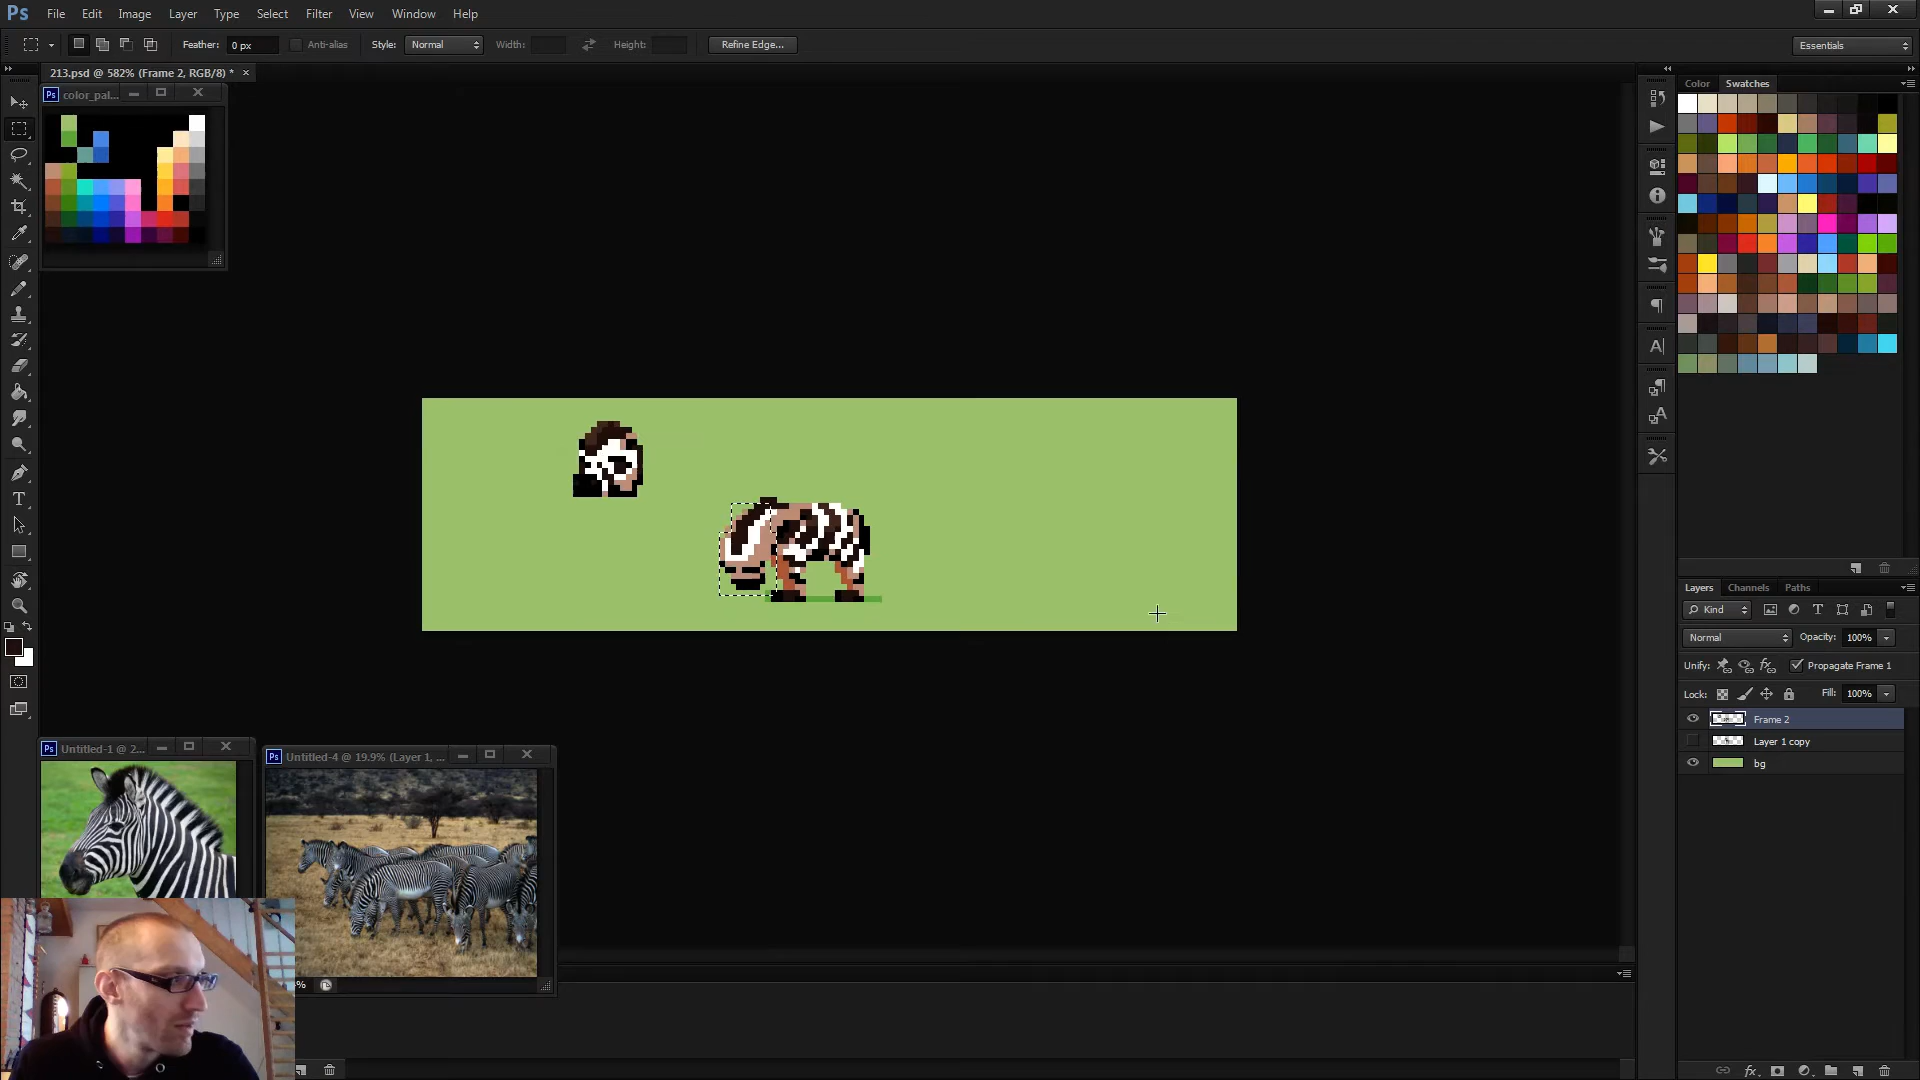 Ps File Edit Image Layer Type Select Filter View Window Help
Feather: 0 px Anti-alias Style: Normal Width: Height: Refine Edge... Essentials
213.psd @ 582% (Frame 2, RGB/8) * ×
Ps color_pal...
Color Swatches
Layers Channels Paths
Kind
Normal Opacity: 100%
Unify: Propagate Frame 1
Lock: Fill: 100%
Frame 2
Layer 1 copy
bg
Ps Untitled-1 @ 2...
Ps Untitled-4 @ 19.9% (Layer 1, ...
%